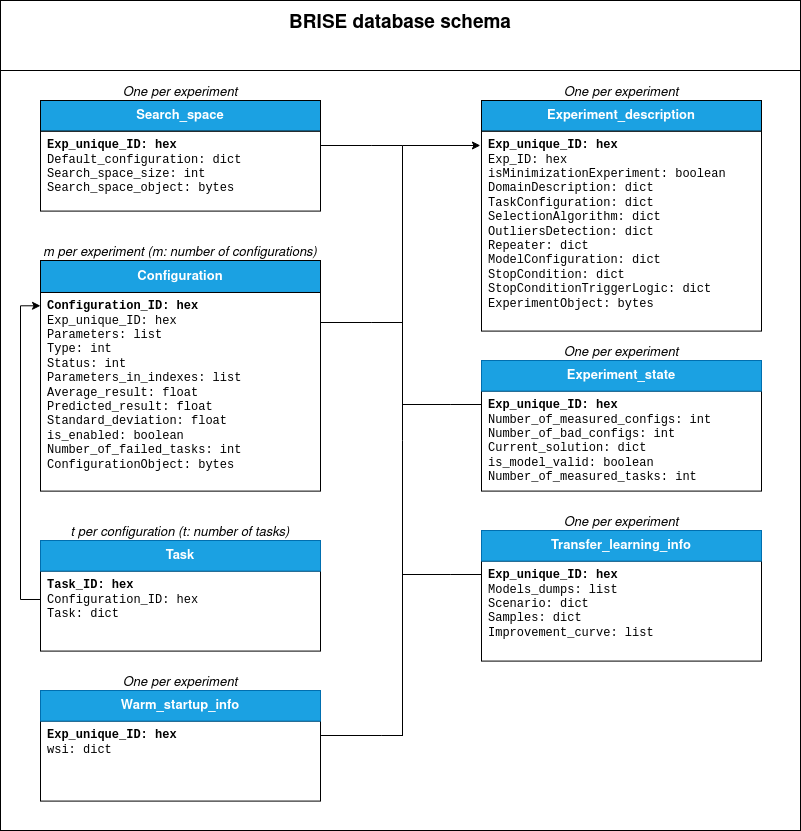 BRISE database schema
One per experiment
Search_space
Exp_unique_ID: hex
Default_configuration: dict
Search_space_size: int
Search_space_object: bytes
m per experiment (m: number of configurations)
Configuration
Configuration_ID: hex
Exp_unique_ID: hex
Parameters: list
Type: int
Status: int
Parameters_in_indexes: list
Average_result: float
Predicted_result: float
Standard_deviation: float
is_enabled: boolean
Number_of_failed_tasks: int
ConfigurationObject: bytes
t per configuration (t: number of tasks)
Task
Task_ID: hex
Configuration_ID: hex
Task: dict
One per experiment
Warm_startup_info
Exp_unique_ID: hex
wsi: dict
One per experiment
Experiment_description
Exp_unique_ID: hex
Exp_ID: hex
isMinimizationExperiment: boolean
DomainDescription: dict
TaskConfiguration: dict
SelectionAlgorithm: dict
OutliersDetection: dict
Repeater: dict
ModelConfiguration: dict
StopCondition: dict
StopConditionTriggerLogic: dict
ExperimentObject: bytes
One per experiment
Experiment_state
Exp_unique_ID: hex
Number_of_measured_configs: int
Number_of_bad_configs: int
Current_solution: dict
is_model_valid: boolean
Number_of_measured_tasks: int
One per experiment
Transfer_learning_info
Exp_unique_ID: hex
Models_dumps: list
Scenario: dict
Samples: dict
Improvement_curve: list